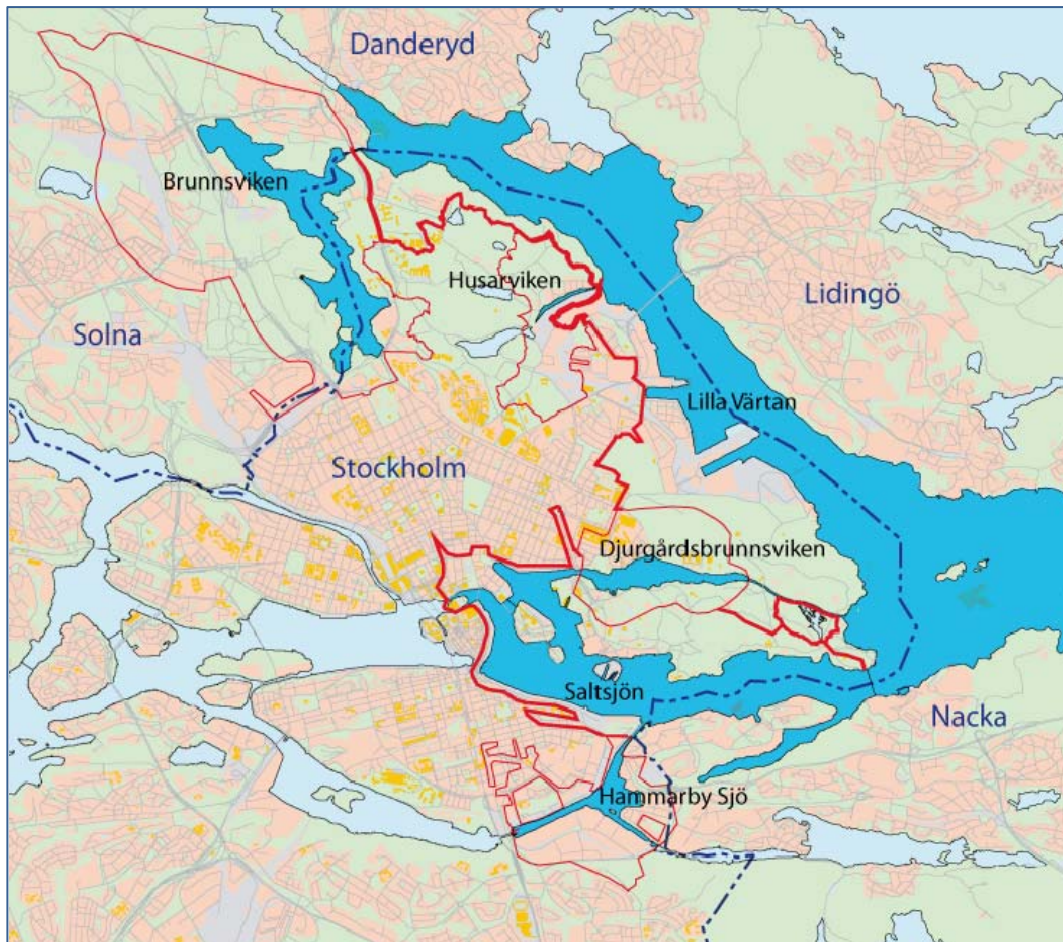 Danderyd
Brunnsviken
Husarviken
Lidingö
Solna
Lilla Värtan
Stockholm
Djurgårdsbrunnsviken
Saltsjön
Nacka
Hammarby Sjö